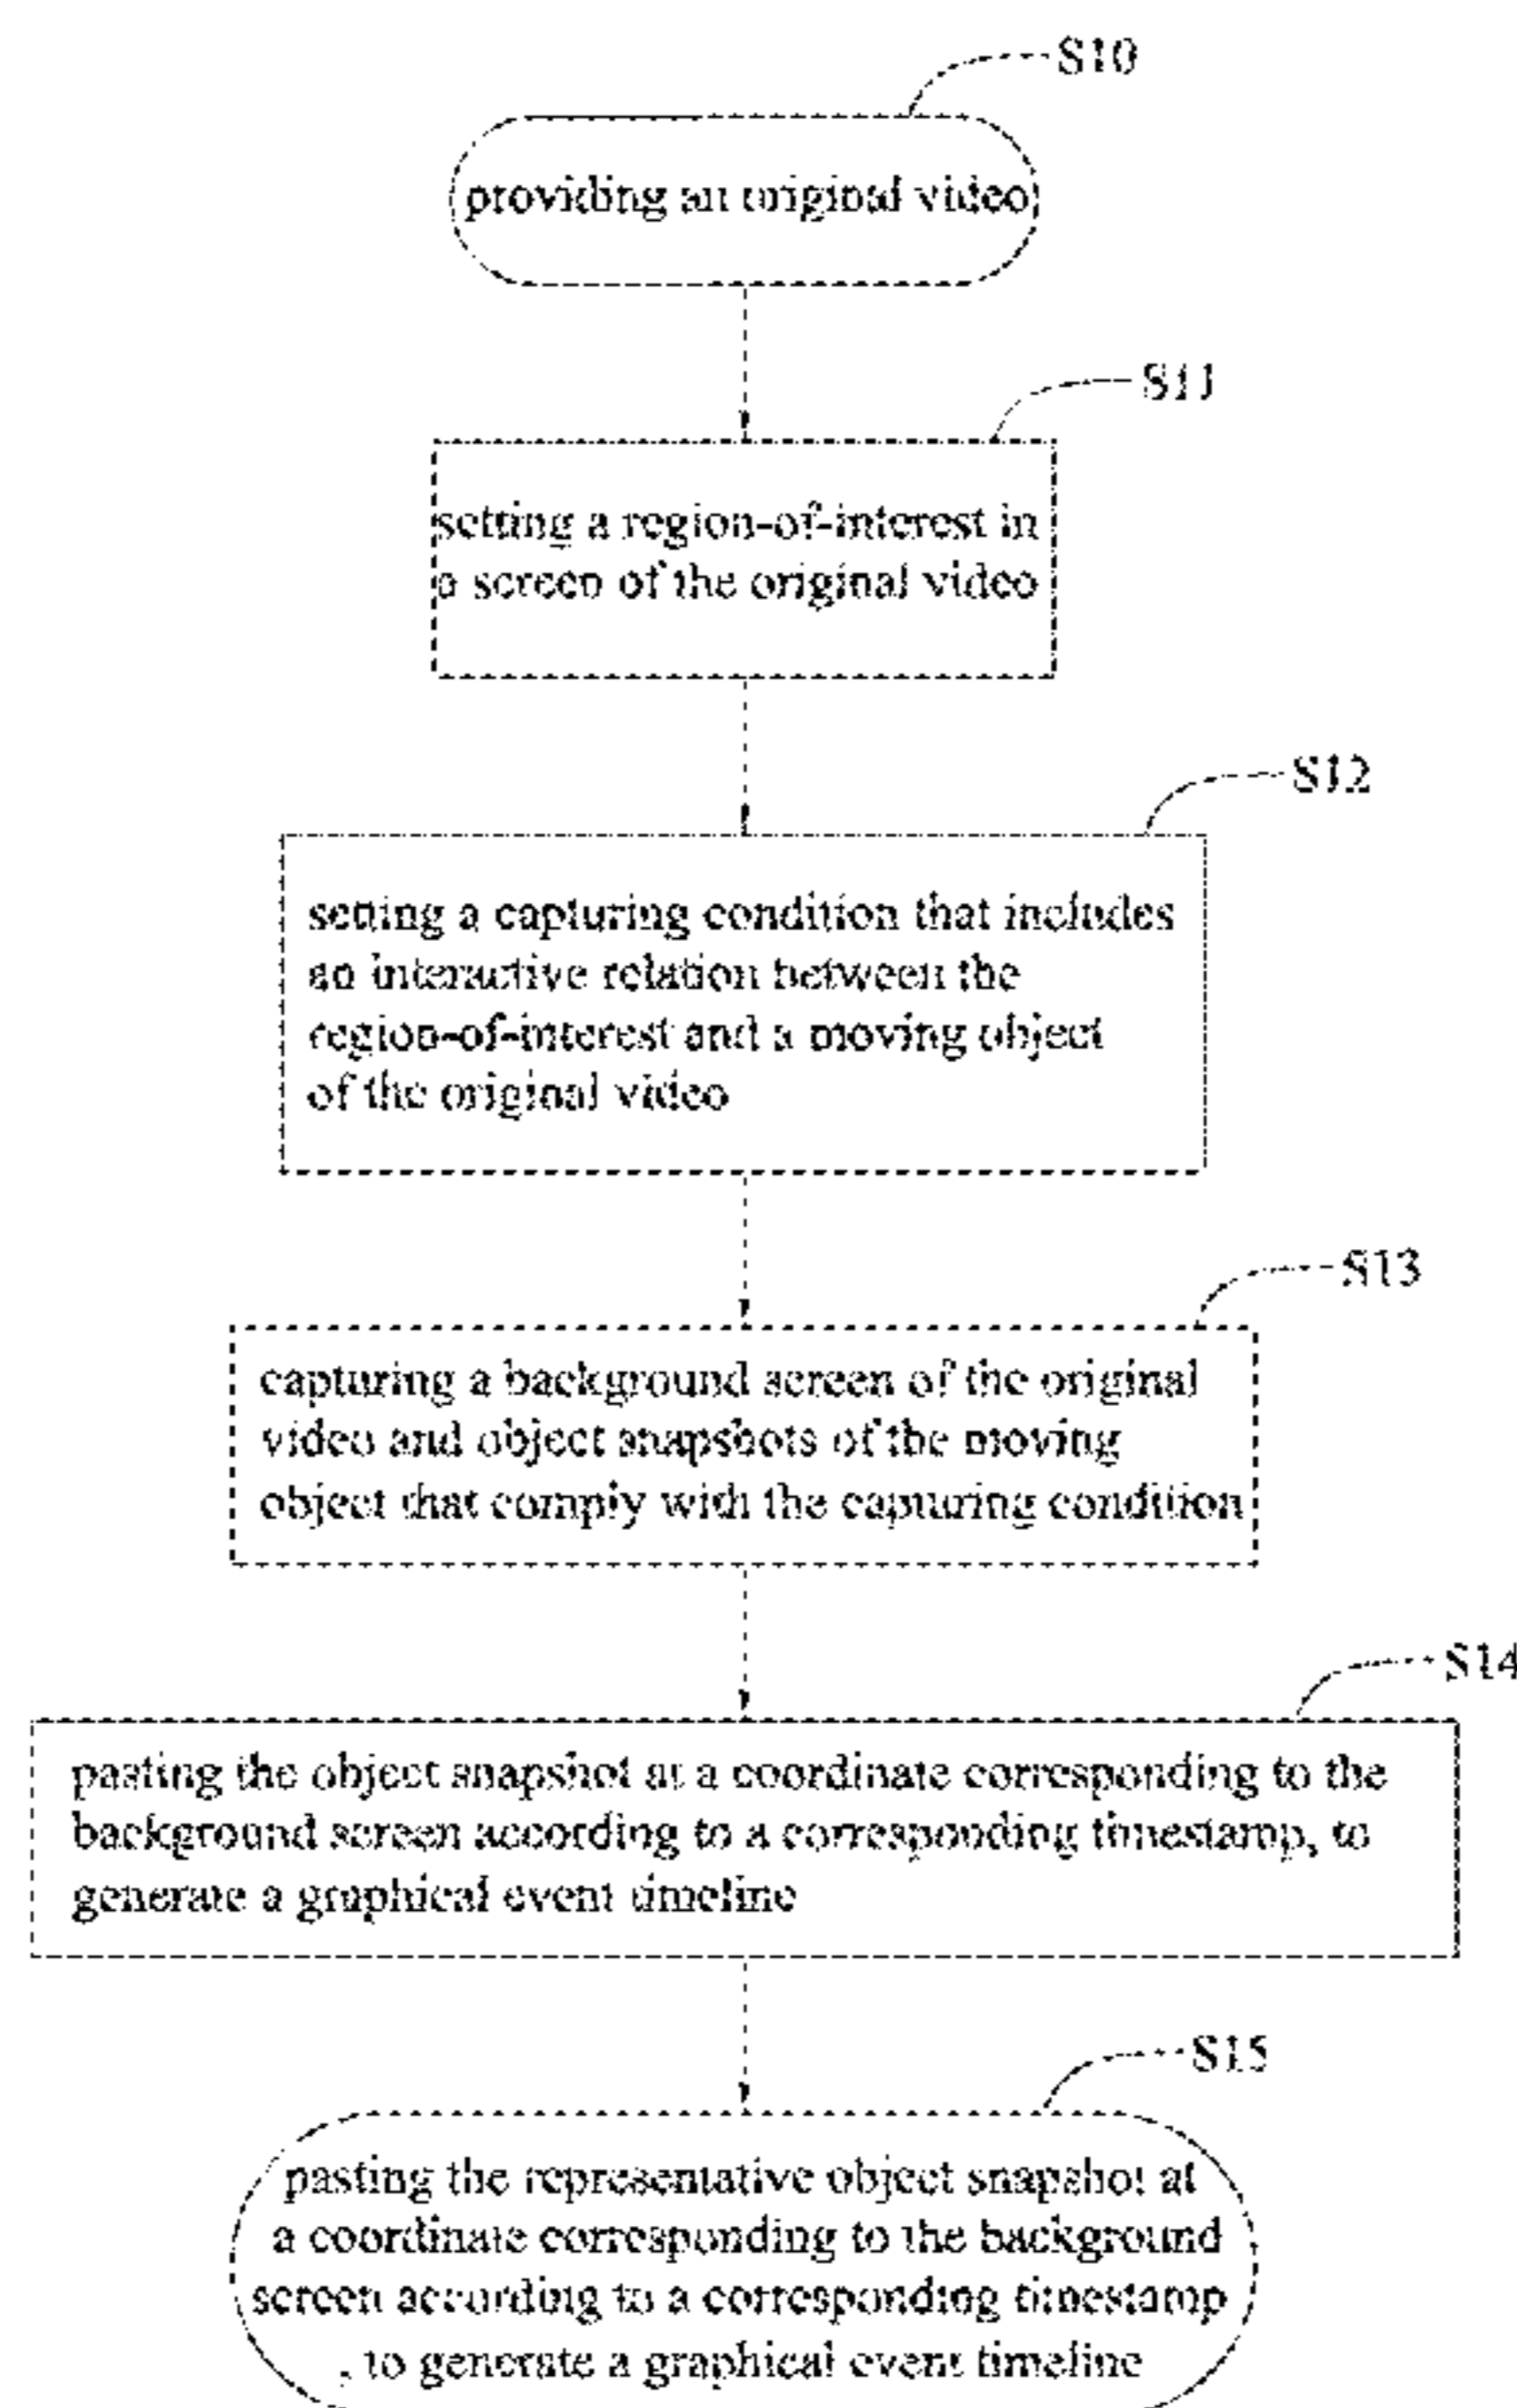 S10
providing an original video
S11
setting a region-of-interest in
a screen of the original video
S12
setting a capturing condition that includes
an interactive relation between the
region-of-interest and a moving object
of the original video
S13
capturing a background screen of the original
video and object snapshots of the moving
object that comply with the capturing condition
S14
pasting the object snapshot at a coordinate corresponding to the
background screen according to a corresponding timestamp, to
generate a graphical event timeline
S15
pasting the representative object snapshot at
a coordinate corresponding to the background
screen according to a corresponding timestamp
, to generate a graphical event timeline